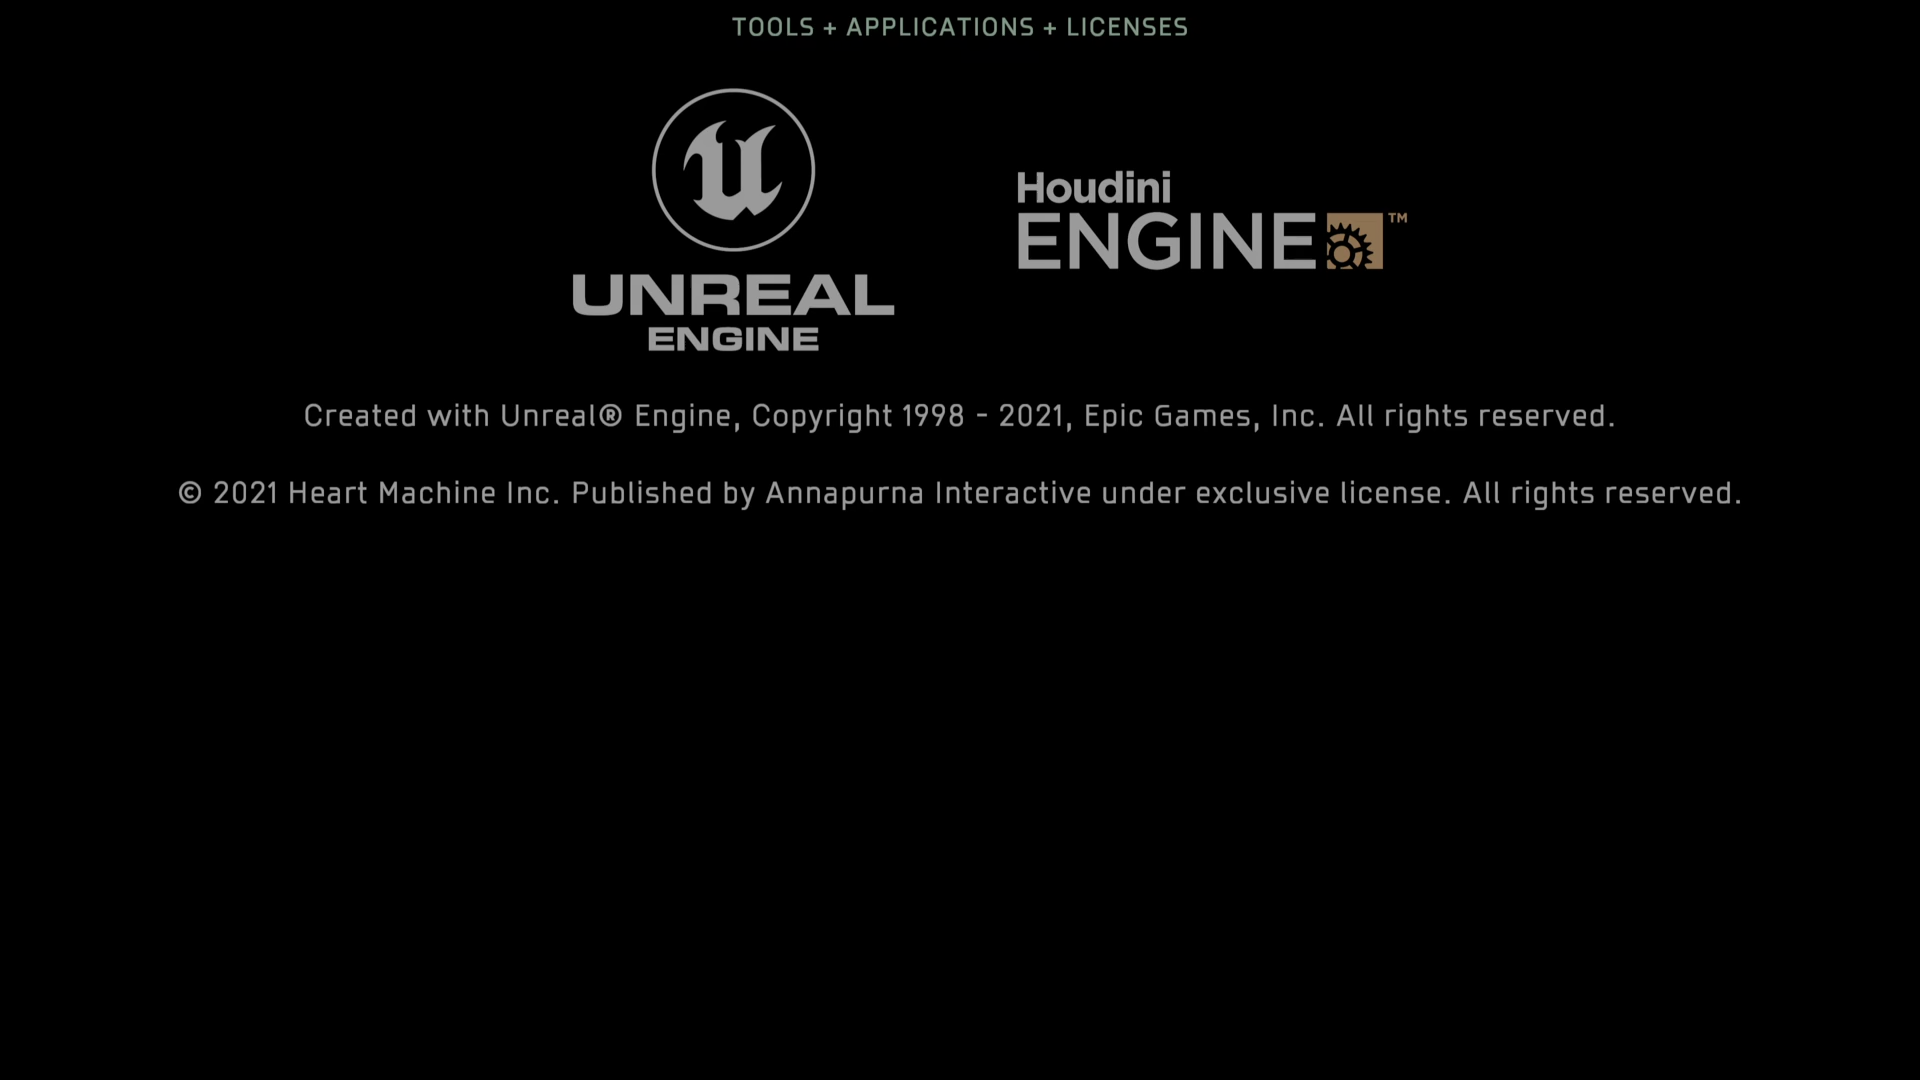 TOOLS + APPLICATIONS + LICENSES
UNREAL
ENGINE
Houdini
ENGINE™
Created with Unreal® Engine, Copyright 1998 - 2021, Epic Games, Inc. All rights reserved.
© 2021 Heart Machine Inc. Published by Annapurna Interactive under exclusive license. All rights reserved.